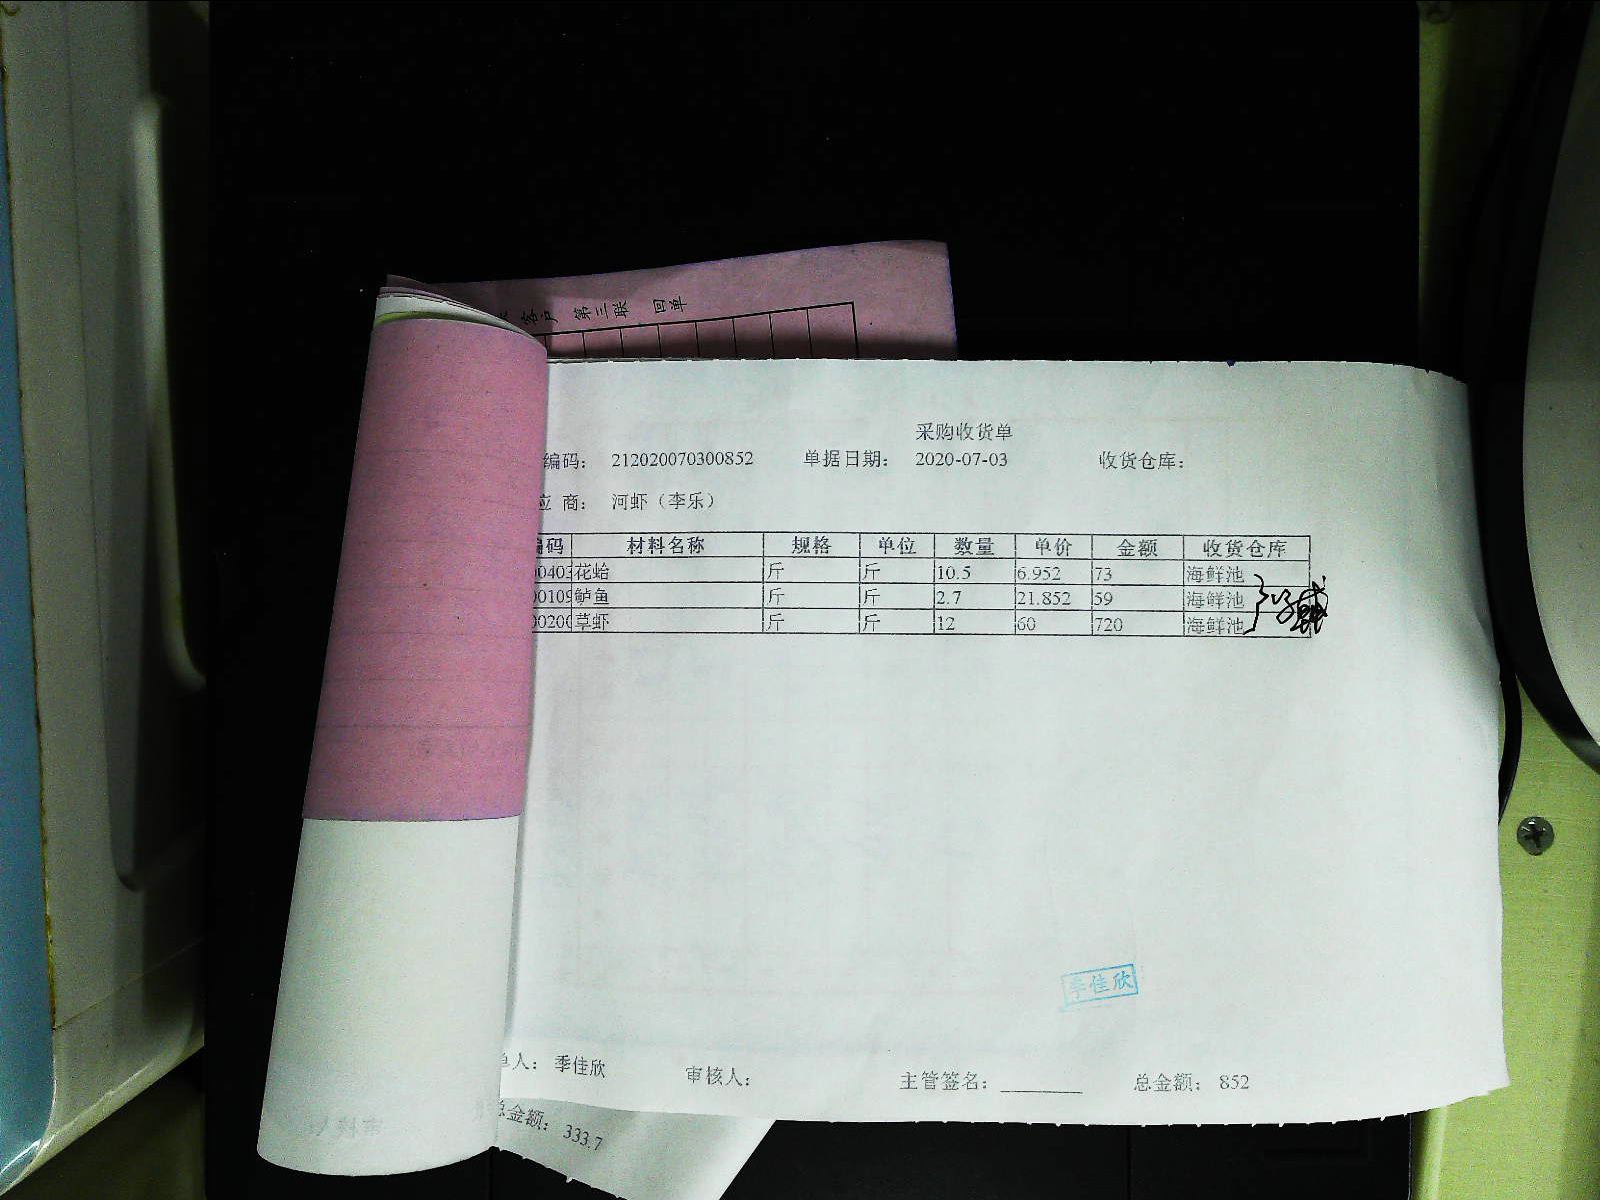 客户 第三联 回单
采购收货单
编码： 212020070300852 单据日期： 2020-07-03 收货仓库：
应 商： 河虾（李乐）
编码 材料名称 规格 单位 数量 单价 金额 收货仓库
00403 花蛤 斤 斤 10.5 6.952 73 海鲜池
00109 鲈鱼 斤 斤 2.7 21.852 59 海鲜池
00200 草虾 斤 斤 12 60 720 海鲜池
季佳欣
单人： 季佳欣 审核人： 主管签名： 总金额： 852
总金额： 333.7